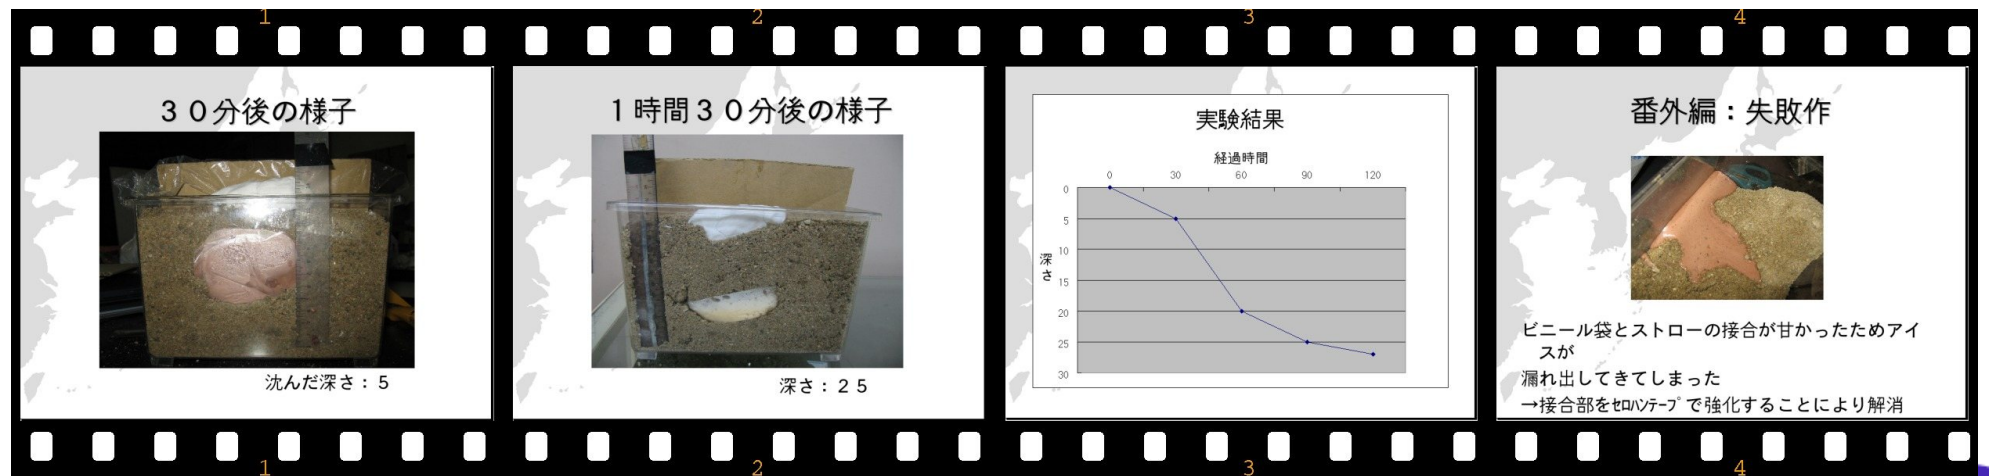 1
2
3
4
３０分後の様子
沈んだ深さ：５
１時間３０分後の様子
深さ：２５
実験結果
経過時間
0 30 60 90 120
0
5
10
15
20
25
30
深さ
番外編：失敗作
ビニール袋とストローの接合が甘かったためアイ
スが
漏れ出してきてしまった
→接合部をｾﾛﾊﾝﾃｰﾌﾟで強化することにより解消
1
2
3
4